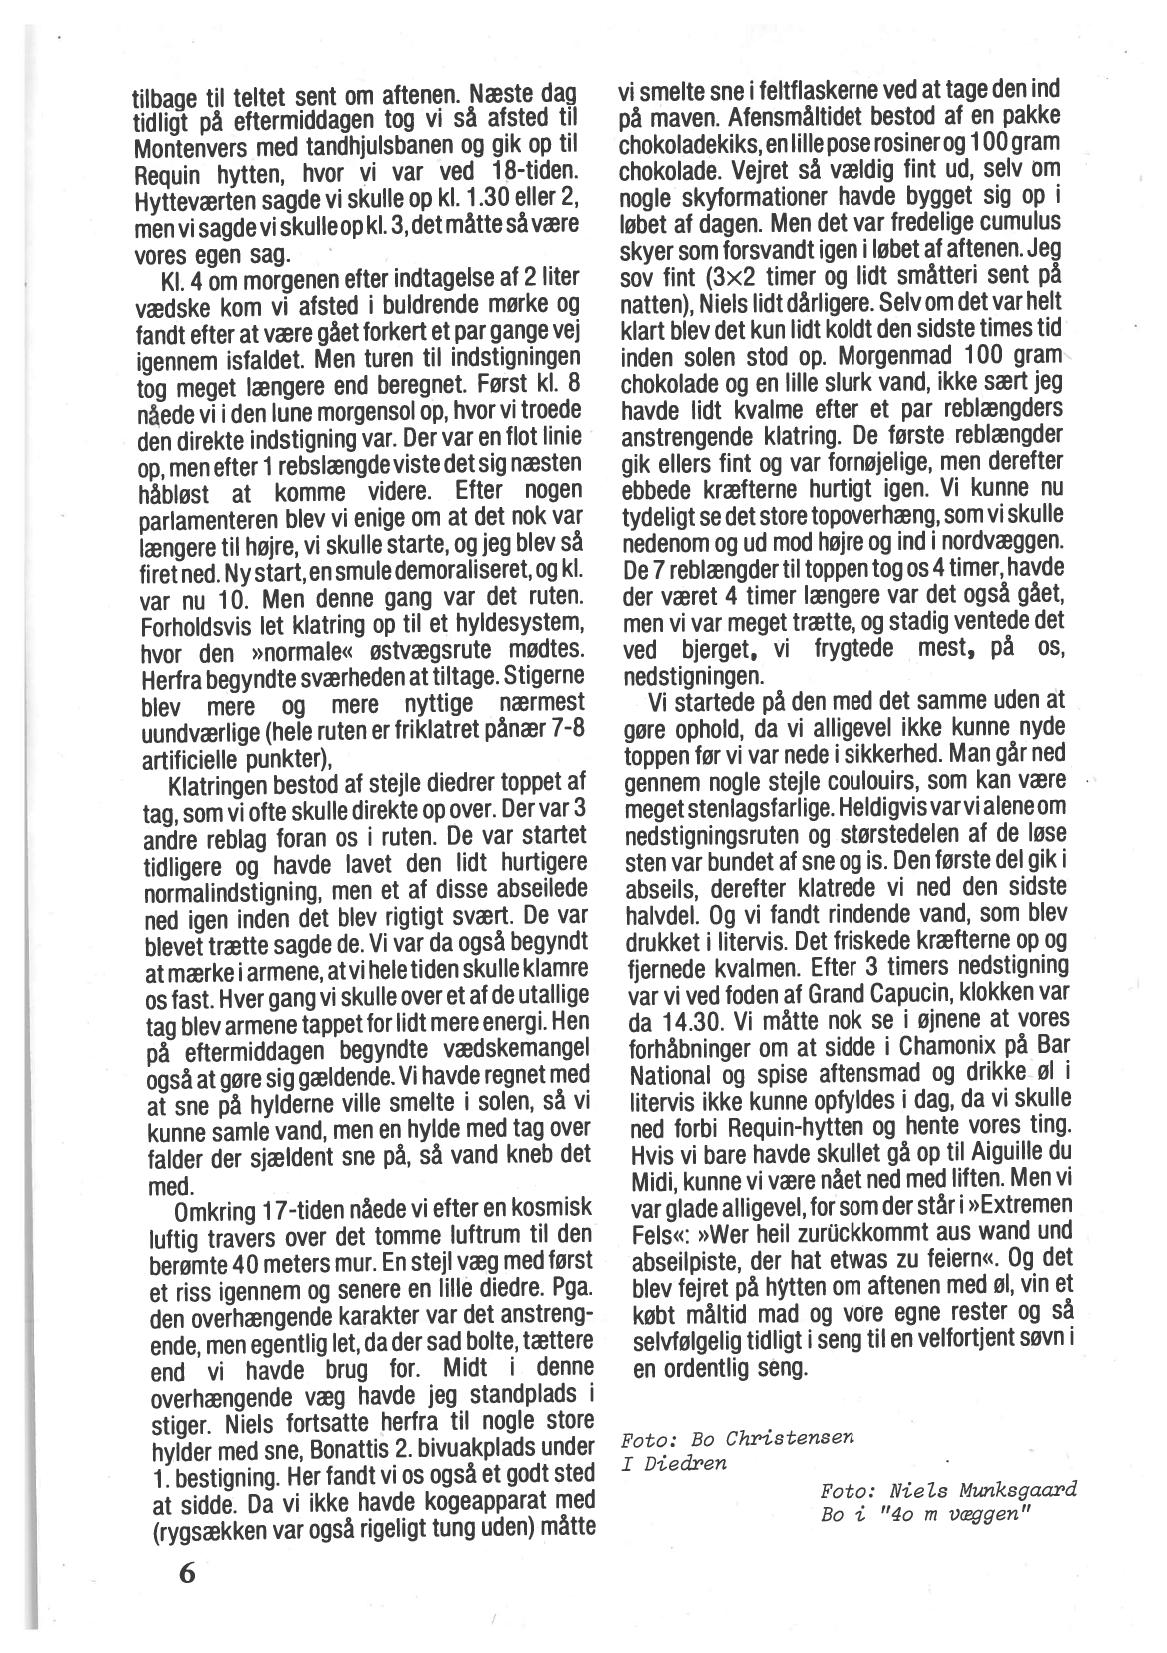 tilbage til teltet sent om aftenen. Næste dag
tidligt på eftermiddagen tog vi så afsted til
Montenvers med tandhjulsbanen og gik op til
Requin hytten, hvor vi var ved 18-tiden.
Hytteværten sagde vi skulle op kl. 1.30 eller 2,
men vi sagde vi skulle op kl. 3, det måtte så være
vores egen sag.
Kl. 4 om morgenen efter indtagelse af 2 liter
vædske kom vi afsted i buldrende mørke og
fandt efter at være gået forkert et par gange vej
igennem isfaldet. Men turen til indstigningen
tog meget længere end beregnet. Først kl. 8
nåede vi i den lune morgensol op, hvor vi troede
den direkte indstigning var. Der var en flot linie
op, men efter 1 rebslængde viste det sig næsten
håbløst at komme videre. Efter nogen
parlamenteren blev vi enige om at det nok var
længere til højre, vi skulle starte, og jeg blev så
firet ned. Ny start, en smule demoraliseret, og kl.
var nu 10. Men denne gang var det ruten.
Forholdsvis let klatring op til et hyldesystem,
hvor den »normale« østvægsrute mødtes.
Herfra begyndte sværheden at tiltage. Stigerne
blev mere og mere nyttige nærmest
uundværlige (hele ruten er friklatret pånær 7-8
artificielle punkter),
Klatringen bestod af stejle diedrer toppet af
tag, som vi ofte skulle direkte op over. Der var 3
andre reblag foran os i ruten. De var startet
tidligere og havde lavet den lidt hurtigere
normalindstigning, men et af disse abseilede
ned igen inden det blev rigtigt svært. De var
blevet trætte sagde de. Vi var da også begyndt
at mærke i armene, at vi hele tiden skulle klamre
os fast. Hver gang vi skulle over et af de utallige
tag blev armene tappet for lidt mere energi. Hen
på eftermiddagen begyndte vædskemangel
også at gøre sig gældende. Vi havde regnet med
at sne på hylderne ville smelte i solen, så vi
kunne samle vand, men en hylde med tag over
falder der sjældent sne på, så vand kneb det
med.
Omkring 17-tiden nåede vi efter en kosmisk
luftig travers over det tomme luftrum til den
berømte 40 meters mur. En stejl væg med først
et riss igennem og senere en lille diedre. Pga.
den overhængende karakter var det anstreng-
ende, men egentlig let, da der sad bolte, tættere
end vi havde brug for. Midt i denne
overhængende væg havde jeg standplads i
stiger. Niels fortsatte herfra til nogle store
hylder med sne, Bonattis 2. bivuakplads under
1. bestigning. Her fandt vi os også et godt sted
at sidde. Da vi ikke havde kogeapparat med
(rygsækken var også rigeligt tung uden) måtte
6
vi smelte sne i feltflaskerne ved at tage den ind
på maven. Afensmåltidet bestod af en pakke
chokoladekiks, en lille pose rosiner og 100 gram
chokolade. Vejret så vældig fint ud, selv om
nogle skyformationer havde bygget sig op i
løbet af dagen. Men det var fredelige cumulus
skyer som forsvandt igen i løbet af aftenen. Jeg
sov fint (3×2 timer og lidt småtteri sent på
natten), Niels lidt dårligere. Selv om det var helt
klart blev det kun lidt koldt den sidste times tid
inden solen stod op. Morgenmad 100 gram
chokolade og en lille slurk vand, ikke sært jeg
havde lidt kvalme efter et par reblængders
anstrengende klatring. De første reblængder
gik ellers fint og var fornøjelige, men derefter
ebbede kræfterne hurtigt igen. Vi kunne nu
tydeligt se det store topoverhæng, som vi skulle
nedenom og ud mod højre og ind i nordvæggen.
De 7 reblængder til toppen tog os 4 timer, havde
der været 4 timer længere var det også gået,
men vi var meget trætte, og stadig ventede det
ved bjerget, vi frygtede mest, på os,
nedstigningen.
Vi startede på den med det samme uden at
gøre ophold, da vi alligevel ikke kunne nyde
toppen før vi var nede i sikkerhed. Man går ned
gennem nogle stejle coulouirs, som kan være
meget stenlagsfarlige. Heldigvis var vi alene om
nedstigningsruten og størstedelen af de løse
sten var bundet af sne og is. Den første del gik i
abseils, derefter klatrede vi ned den sidste
halvdel. Og vi fandt rindende vand, som blev
drukket i litervis. Det friskede kræfterne op og
fjernede kvalmen. Efter 3 timers nedstigning
var vi ved foden af Grand Capucin, klokken var
da 14.30. Vi måtte nok se i øjnene at vores
forhåbninger om at sidde i Chamonix på Bar
National og spise aftensmad og drikke øl i
litervis ikke kunne opfyldes i dag, da vi skulle
ned forbi Requin-hytten og hente vores ting.
Hvis vi bare havde skullet gå op til Aiguille du
Midi, kunne vi være nået ned med liften. Men vi
var glade alligevel, for som der står i »Extremen
Fels«: »Wer heil zurückkommt aus wand und
abseilpiste, der hat etwas zu feiern«. Og det
blev fejret på hytten om aftenen med øl, vin et
købt måltid mad og vore egne rester og så
selvfølgelig tidligt i seng til en velfortjent søvn i
en ordentlig seng.
Foto: Bo Christensen
I Diedren
Foto: Niels Munksgaard
Bo i "4o m væggen"